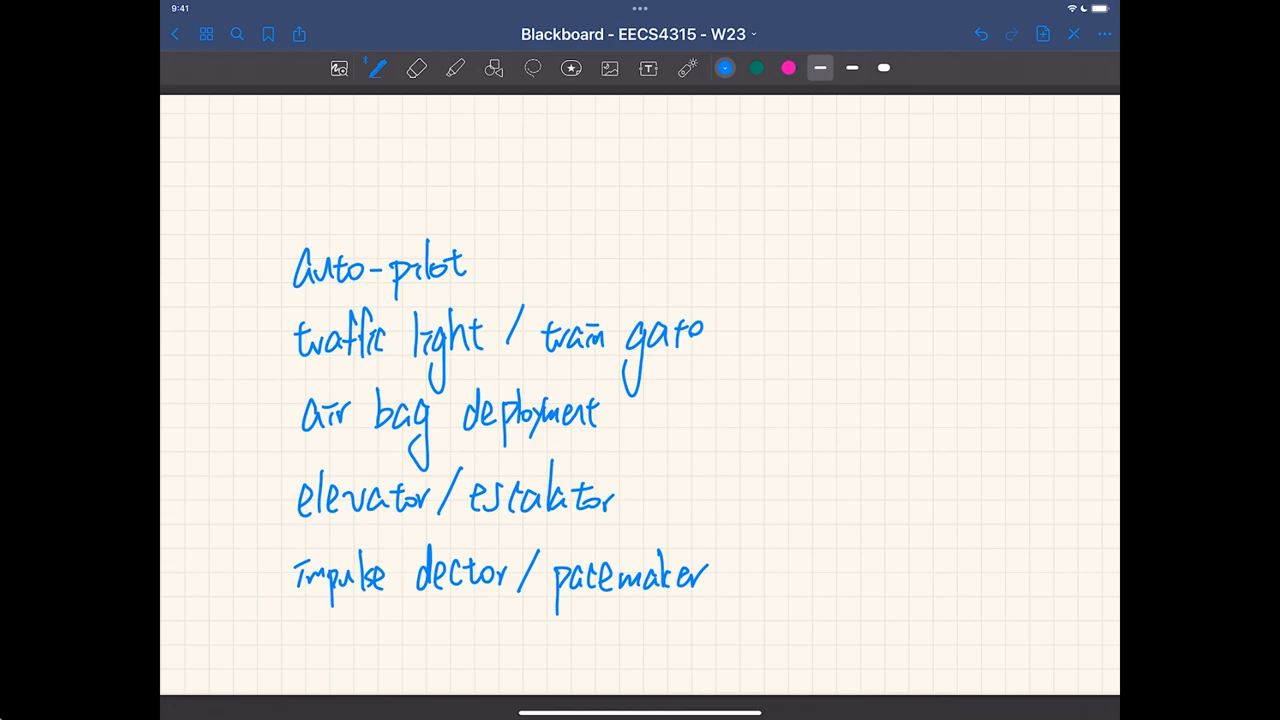 9:41
Blackboard - EECS4315 - W23
auto-pilot
traffic light / train gate
air bag deployment
elevator / escalator
impulse dector / pacemaker